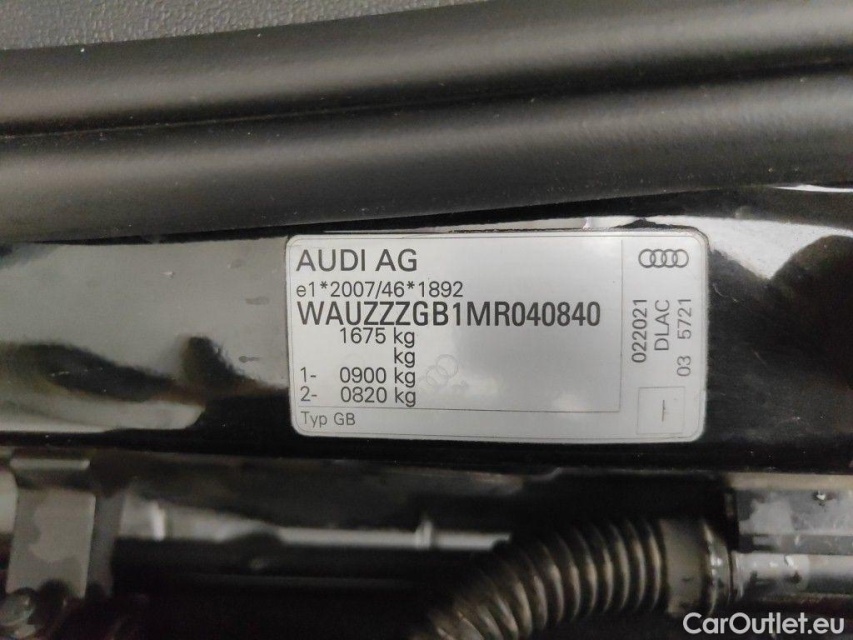 AUDI AG
e1*2007/46*1892
WAUZZZGB1MR040840
1675 kg
kg
1- 0900 kg
2- 0820 kg
Typ GB
022021
DLAC
03 5721
CarOutlet.eu